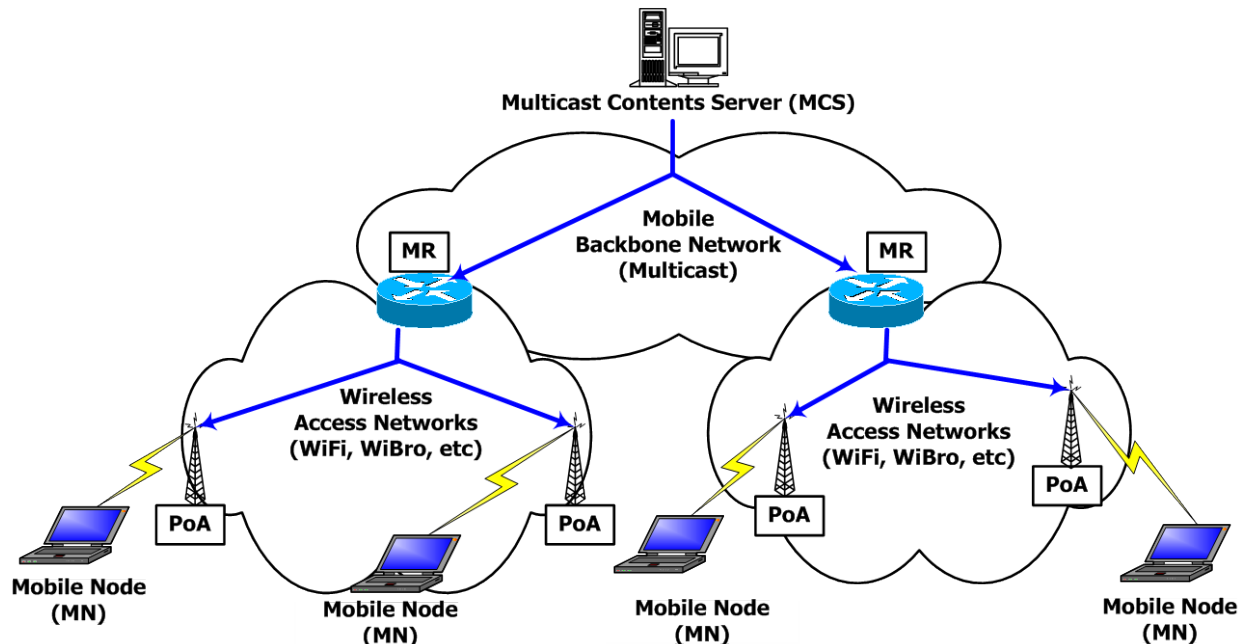 Multicast Contents Server (MCS)
Mobile
Backbone Network
(Multicast)
MR
MR
Wireless
Access Networks
(WiFi, WiBro, etc)
Wireless
Access Networks
(WiFi, WiBro, etc)
PoA
PoA
PoA
PoA
Mobile Node
(MN)
Mobile Node
(MN)
Mobile Node
(MN)
Mobile Node
(MN)